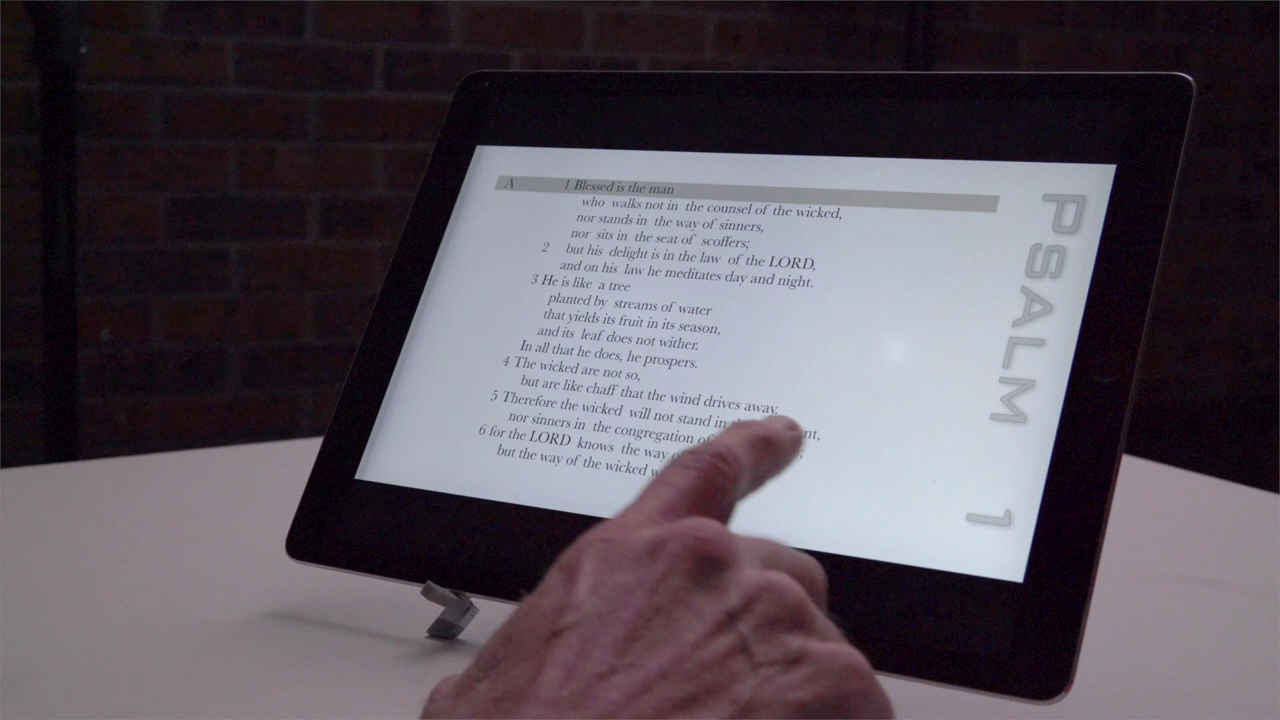 A 1 Blessed is the man
who walks not in the counsel of the wicked,
nor stands in the way of sinners,
nor sits in the seat of scoffers;
2 but his delight is in the law of the LORD,
and on his law he meditates day and night.
3 He is like a tree
planted by streams of water
that yields its fruit in its season,
and its leaf does not wither.
In all that he does, he prospers.
4 The wicked are not so,
but are like chaff that the wind drives away.
5 Therefore the wicked will not stand in
nor sinners in the congregation of
6 for the LORD knows the way
but the way of the wicked
PSALM 1